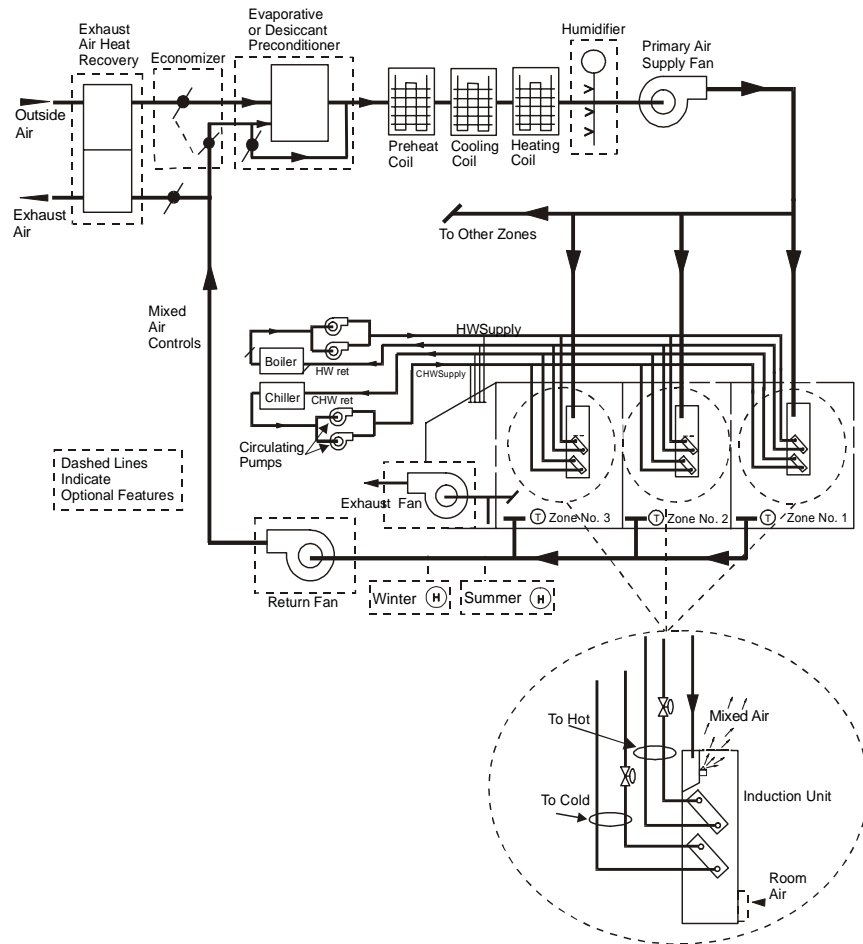 Exhaust
Air Heat
Recovery
Economizer
Evaporative
or Desiccant
Preconditioner
Humidifier
Primary Air
Supply Fan
Outside
Air
Preheat
Coil
Cooling
Coil
Heating
Coil
Exhaust
Air
To Other Zones
Mixed
Air
Controls
HWSupply
Boiler
HW ret
CHWSupply
Chiller
CHW ret
Circulating
Pumps
Dashed Lines
Indicate
Optional Features
Exhaust Fan
T Zone No. 3
T Zone No. 2
T Zone No. 1
Return Fan
Winter H
Summer H
To Hot
Mixed Air
To Cold
Induction Unit
Room
Air